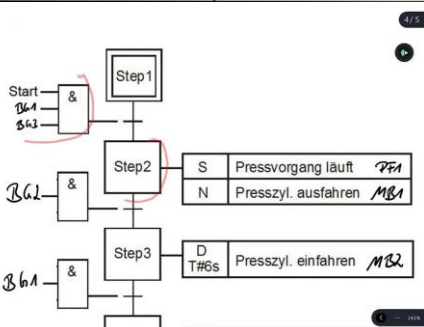 4/5
Step1
Start
BG1
BG3
&
Step2
S Pressvorgang läuft PF1
N Presszyl. ausfahren MB1
BG2
&
Step3
D
T#6s
Presszyl. einfahren MB2
BG1
&